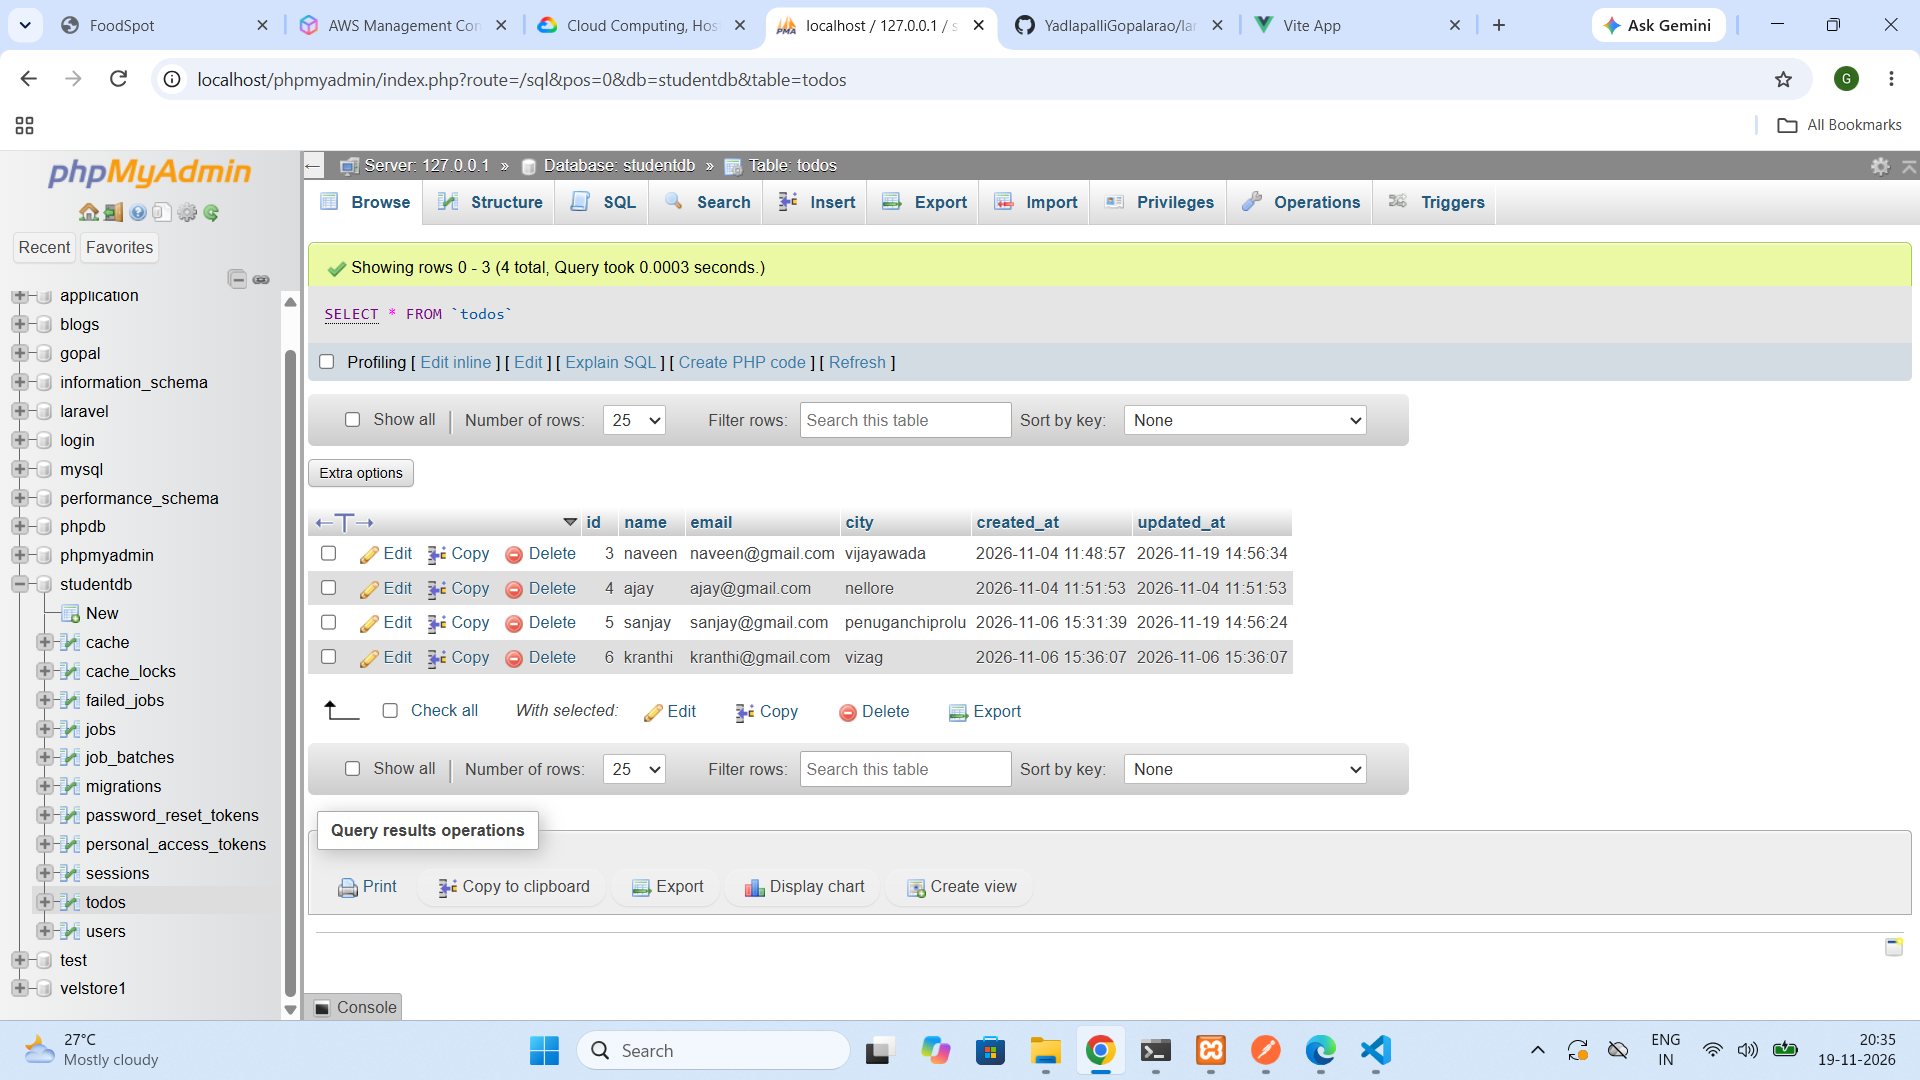 FoodSpot
AWS Management Con
Cloud Computing, Hos
localhost / 127.0.0.1 / s
YadlapalliGopalarao/lar
Vite App
Ask Gemini
localhost/phpmyadmin/index.php?route=/sql&pos=0&db=studentdb&table=todos
G
All Bookmarks
phpMyAdmin
Recent
Favorites
application
blogs
gopal
information_schema
laravel
login
mysql
performance_schema
phpdb
phpmyadmin
studentdb
New
cache
cache_locks
failed_jobs
jobs
job_batches
migrations
password_reset_tokens
personal_access_tokens
sessions
todos
users
test
velstore1
Server: 127.0.0.1 » Database: studentdb » Table: todos
Browse Structure SQL Search Insert Export Import Privileges Operations Triggers
Showing rows 0 - 3 (4 total, Query took 0.0003 seconds.)
SELECT * FROM `todos`
Profiling [ Edit inline ] [ Edit ] [ Explain SQL ] [ Create PHP code ] [ Refresh ]
Show all Number of rows: 25 Filter rows: Search this table Sort by key: None
Extra options
id name email city created_at updated_at
Edit Copy Delete 3 naveen naveen@gmail.com vijayawada 2026-11-04 11:48:57 2026-11-19 14:56:34
Edit Copy Delete 4 ajay ajay@gmail.com nellore 2026-11-04 11:51:53 2026-11-04 11:51:53
Edit Copy Delete 5 sanjay sanjay@gmail.com penuganchiprolu 2026-11-06 15:31:39 2026-11-19 14:56:24
Edit Copy Delete 6 kranthi kranthi@gmail.com vizag 2026-11-06 15:36:07 2026-11-06 15:36:07
Check all With selected: Edit Copy Delete Export
Show all Number of rows: 25 Filter rows: Search this table Sort by key: None
Query results operations
Print Copy to clipboard Export Display chart Create view
Console
27°C
Mostly cloudy
Search
ENG
IN
20:35
19-11-2026